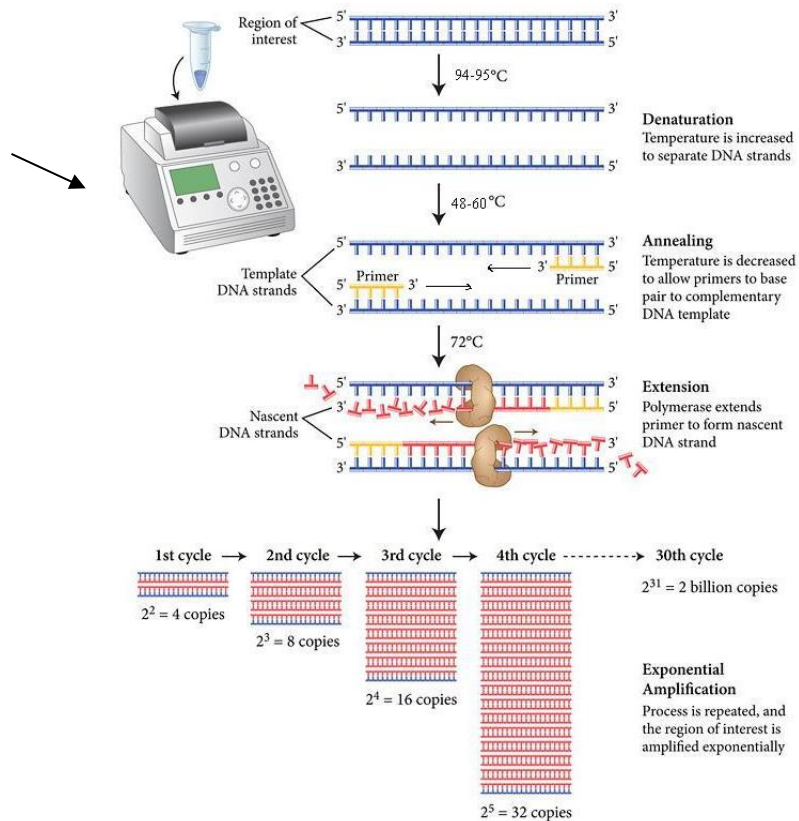 Region of
interest
5'
3'
3'
5'
94-95°C
5'
3'
3'
5'
Denaturation
Temperature is increased
to separate DNA strands
48-60°C
5'
3'
Template
DNA strands
3'
5'
Primer
Primer
5'
3'
3'
5'
Annealing
Temperature is decreased
to allow primers to base
pair to complementary
DNA template
72°C
5'
3'
3'
5'
Nascent
DNA strands
5'
3'
3'
5'
Extension
Polymerase extends
primer to form nascent
DNA strand
1st cycle
2nd cycle
3rd cycle
4th cycle
30th cycle
2² = 4 copies
2³ = 8 copies
2⁴ = 16 copies
2⁵ = 32 copies
2³¹ = 2 billion copies
Exponential
Amplification
Process is repeated, and
the region of interest is
amplified exponentially